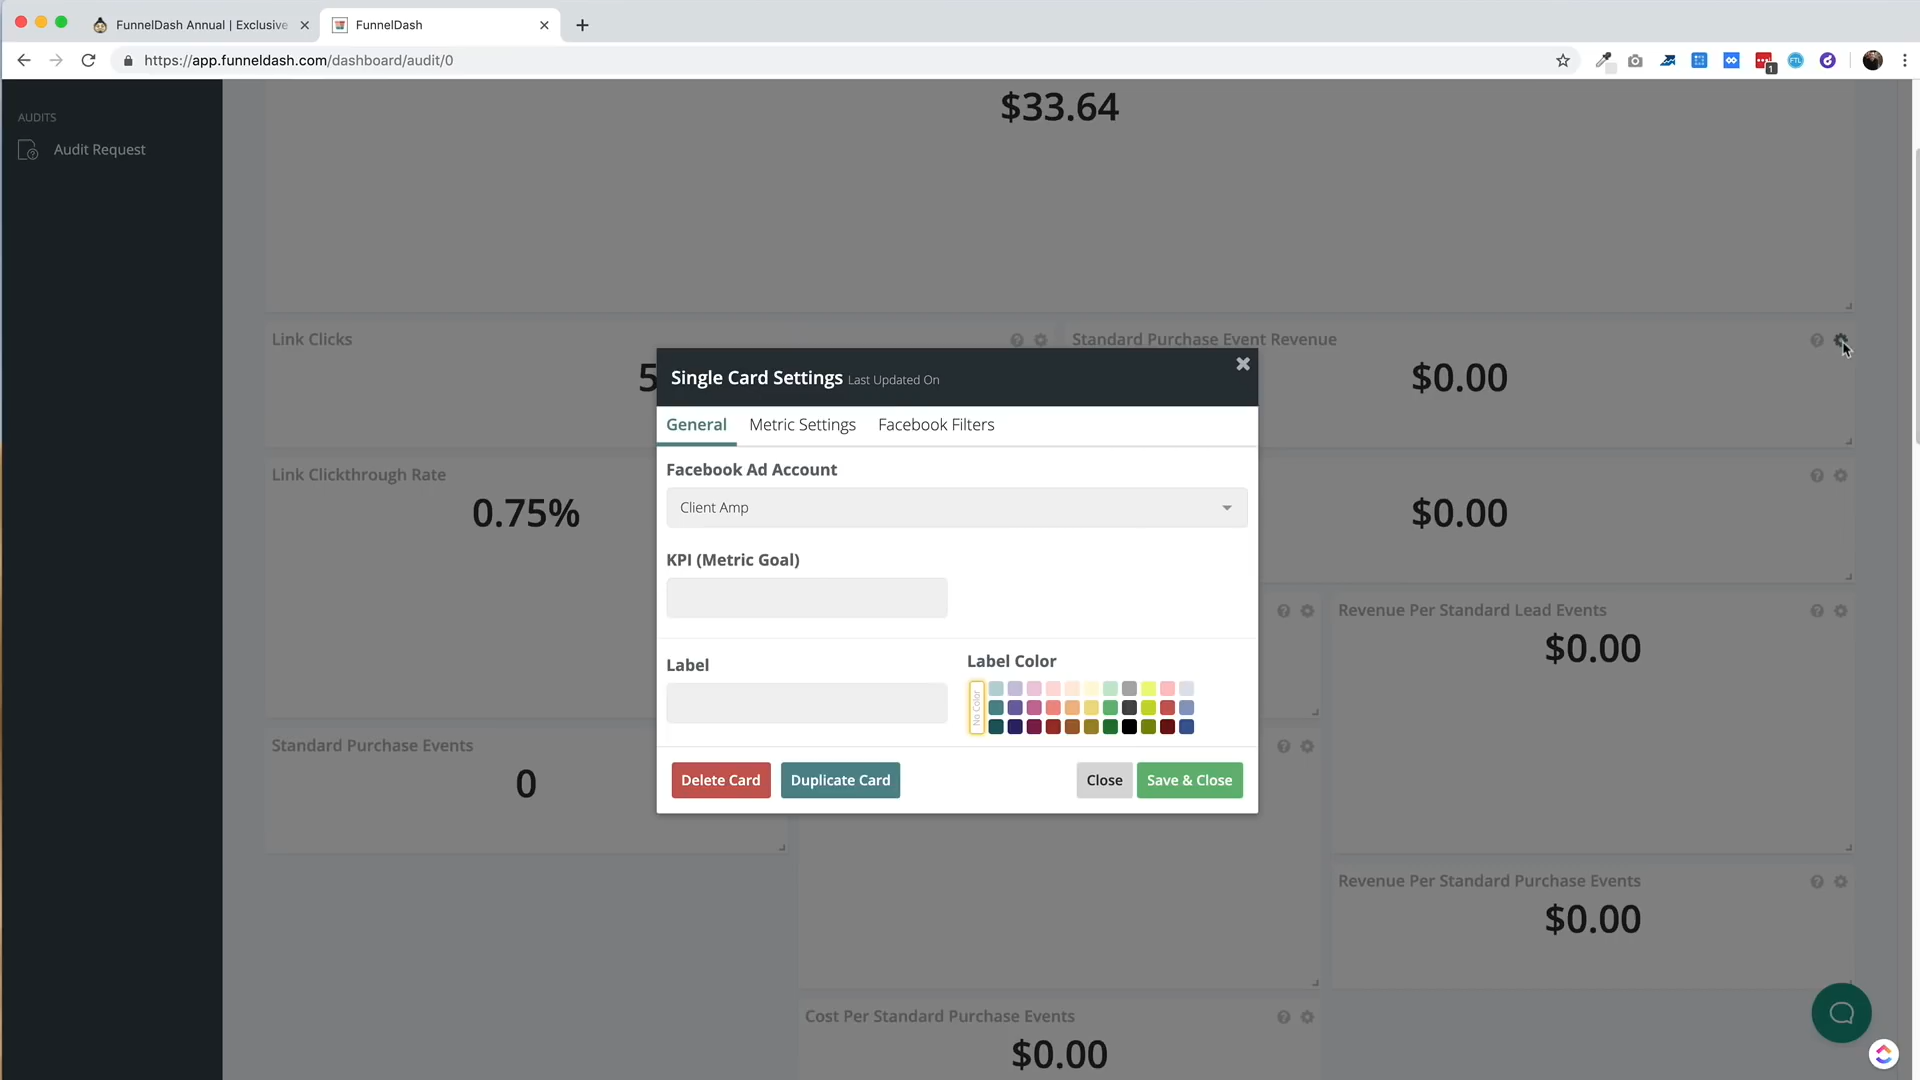 FunnelDash Annual | Exclusive
FunnelDash
https://app.funneldash.com/dashboard/audit/0
FTL
1
AUDITS
Audit Request
$33.64
Link Clicks
5
Standard Purchase Event Revenue
$0.00
Link Clickthrough Rate
0.75%
$0.00
Revenue Per Standard Lead Events
$0.00
Standard Purchase Events
0
Revenue Per Standard Purchase Events
$0.00
Cost Per Standard Purchase Events
$0.00
Single Card Settings Last Updated On
General Metric Settings Facebook Filters
Facebook Ad Account
Client Amp
KPI (Metric Goal)
Label
Label Color
No Color
Delete Card Duplicate Card Close Save & Close